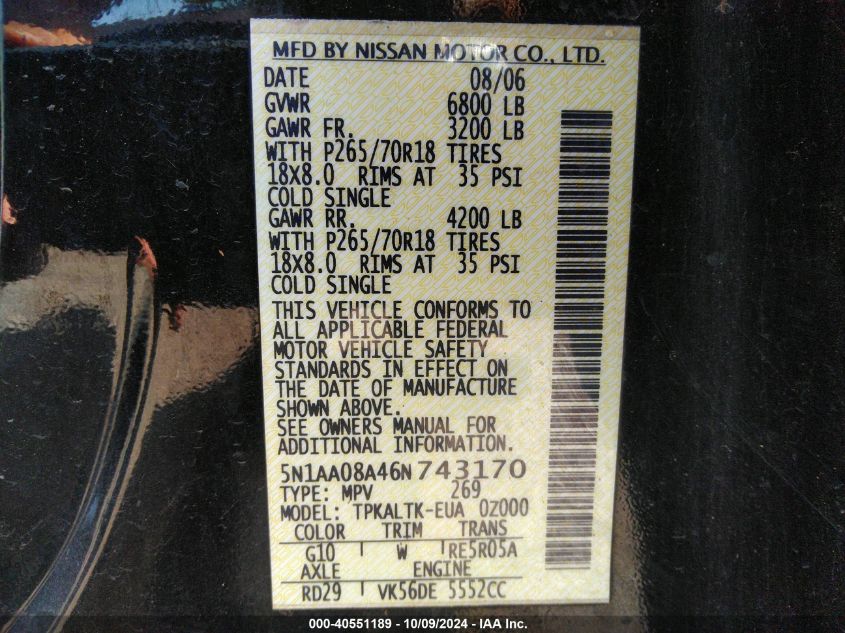 MFD BY NISSAN MOTOR CO., LTD.
DATE 08/06
GVWR 6800 LB
GAWR FR. 3200 LB
WITH P265/70R18 TIRES
18X8.0 RIMS AT 35 PSI
COLD SINGLE
GAWR RR. 4200 LB
WITH P265/70R18 TIRES
18X8.0 RIMS AT 35 PSI
COLD SINGLE
THIS VEHICLE CONFORMS TO
ALL APPLICABLE FEDERAL
MOTOR VEHICLE SAFETY
STANDARDS IN EFFECT ON
THE DATE OF MANUFACTURE
SHOWN ABOVE.
SEE OWNERS MANUAL FOR
ADDITIONAL INFORMATION.
5N1AA08A46N743170
TYPE: MPV 269
MODEL: TPKALTK-EUA 0Z000
COLOR TRIM TRANS
G10 W RE5R05A
AXLE ENGINE
RD29 VK56DE 5552CC
000-40551189 - 10/09/2024 - IAA Inc.